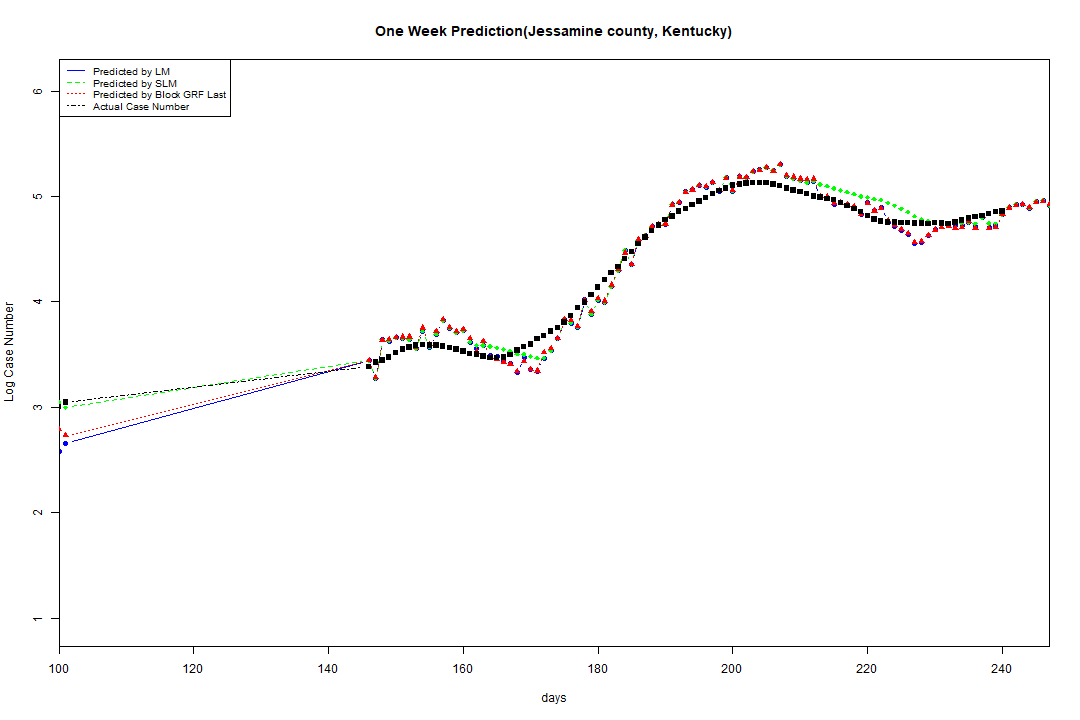 One Week Prediction(Jessamine county, Kentucky)
Predicted by LM
Predicted by SLM
Predicted by Block GRF Last
Actual Case Number
6
5
4
3
2
1
Log Case Number
100 120 140 160 180 200 220 240
days